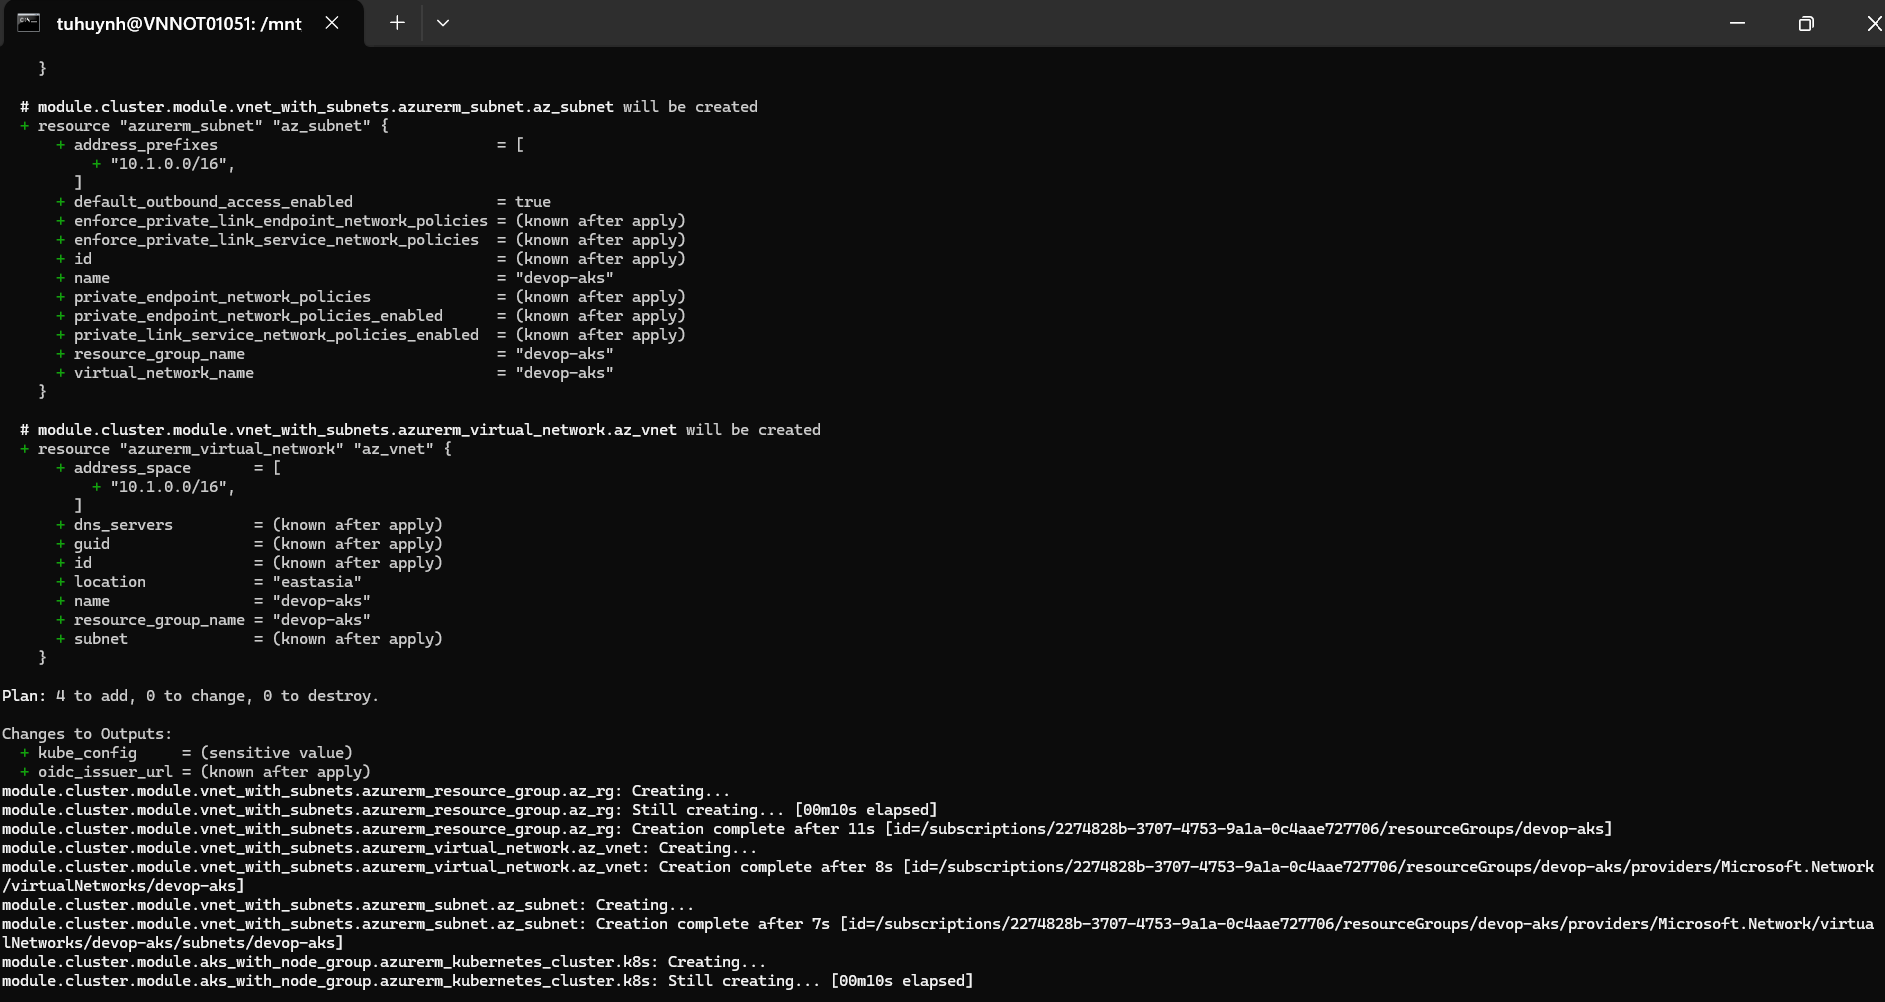 tuhuynh@VNNOT01051: /mnt
    }

  # module.cluster.module.vnet_with_subnets.azurerm_subnet.az_subnet will be created
  + resource "azurerm_subnet" "az_subnet" {
      + address_prefixes                               = [
          + "10.1.0.0/16",
        ]
      + default_outbound_access_enabled                = true
      + enforce_private_link_endpoint_network_policies = (known after apply)
      + enforce_private_link_service_network_policies  = (known after apply)
      + id                                             = (known after apply)
      + name                                           = "devop-aks"
      + private_endpoint_network_policies              = (known after apply)
      + private_endpoint_network_policies_enabled      = (known after apply)
      + private_link_service_network_policies_enabled  = (known after apply)
      + resource_group_name                            = "devop-aks"
      + virtual_network_name                           = "devop-aks"
    }

  # module.cluster.module.vnet_with_subnets.azurerm_virtual_network.az_vnet will be created
  + resource "azurerm_virtual_network" "az_vnet" {
      + address_space       = [
          + "10.1.0.0/16",
        ]
      + dns_servers         = (known after apply)
      + guid                = (known after apply)
      + id                  = (known after apply)
      + location            = "eastasia"
      + name                = "devop-aks"
      + resource_group_name = "devop-aks"
      + subnet              = (known after apply)
    }

Plan: 4 to add, 0 to change, 0 to destroy.

Changes to Outputs:
  + kube_config     = (sensitive value)
  + oidc_issuer_url = (known after apply)
module.cluster.module.vnet_with_subnets.azurerm_resource_group.az_rg: Creating...
module.cluster.module.vnet_with_subnets.azurerm_resource_group.az_rg: Still creating... [00m10s elapsed]
module.cluster.module.vnet_with_subnets.azurerm_resource_group.az_rg: Creation complete after 11s [id=/subscriptions/2274828b-3707-4753-9a1a-0c4aae727706/resourceGroups/devop-aks]
module.cluster.module.vnet_with_subnets.azurerm_virtual_network.az_vnet: Creating...
module.cluster.module.vnet_with_subnets.azurerm_virtual_network.az_vnet: Creation complete after 8s [id=/subscriptions/2274828b-3707-4753-9a1a-0c4aae727706/resourceGroups/devop-aks/providers/Microsoft.Network
/virtualNetworks/devop-aks]
module.cluster.module.vnet_with_subnets.azurerm_subnet.az_subnet: Creating...
module.cluster.module.vnet_with_subnets.azurerm_subnet.az_subnet: Creation complete after 7s [id=/subscriptions/2274828b-3707-4753-9a1a-0c4aae727706/resourceGroups/devop-aks/providers/Microsoft.Network/virtua
lNetworks/devop-aks/subnets/devop-aks]
module.cluster.module.aks_with_node_group.azurerm_kubernetes_cluster.k8s: Creating...
module.cluster.module.aks_with_node_group.azurerm_kubernetes_cluster.k8s: Still creating... [00m10s elapsed]